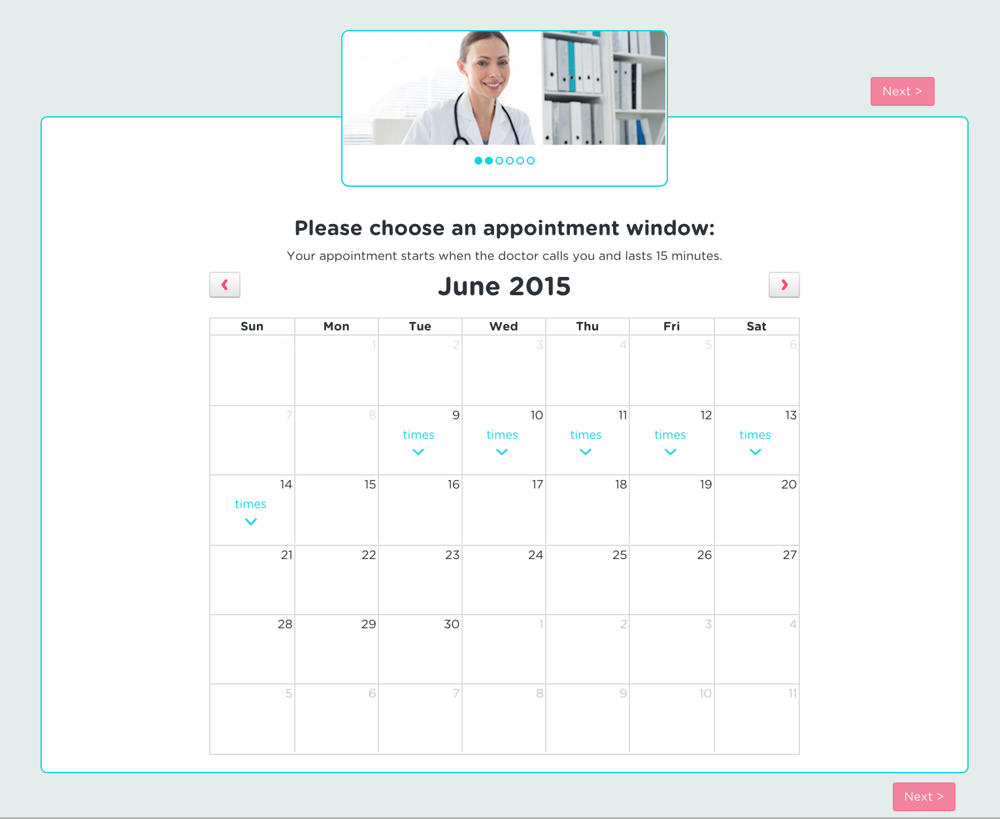 Next >
Please choose an appointment window:
Your appointment starts when the doctor calls you and lasts 15 minutes.
June 2015
Sun Mon Tue Wed Thu Fri Sat
31 1 2 3 4 5 6
7 8 9 10 11 12 13
times times times times times
14 15 16 17 18 19 20
times
21 22 23 24 25 26 27
28 29 30 1 2 3 4
5 6 7 8 9 10 11
Next >